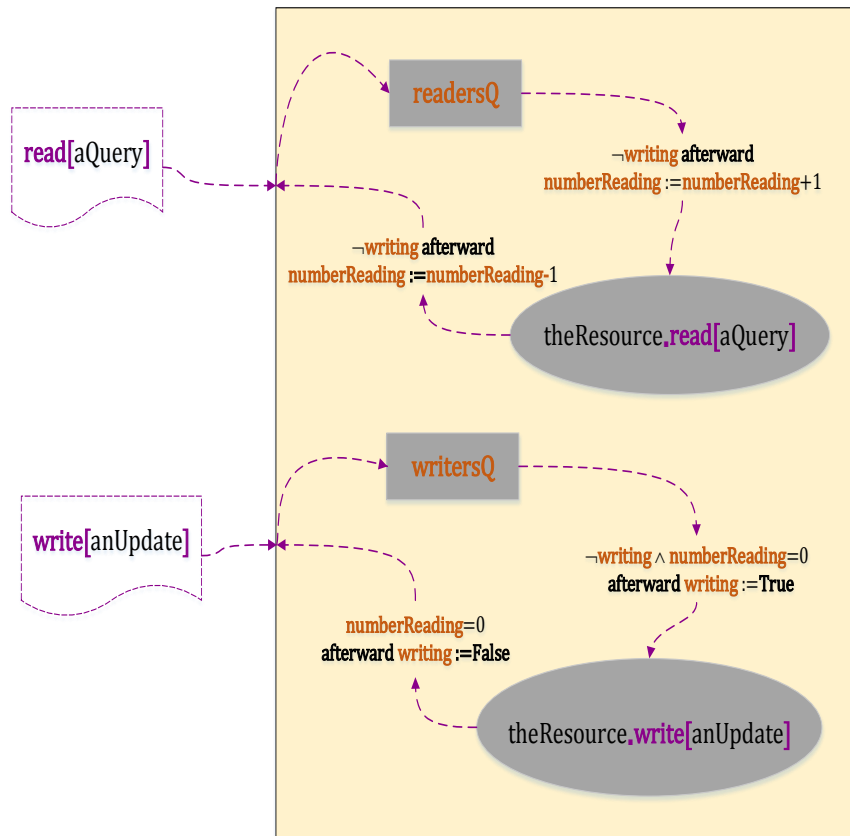 readersQ
read[aQuery]
¬writing afterward
numberReading :=numberReading+1
¬writing afterward
numberReading :=numberReading-1
theResource.read[aQuery]
writersQ
write[anUpdate]
¬writing ∧ numberReading=0
afterward writing :=True
numberReading=0
afterward writing :=False
theResource.write[anUpdate]